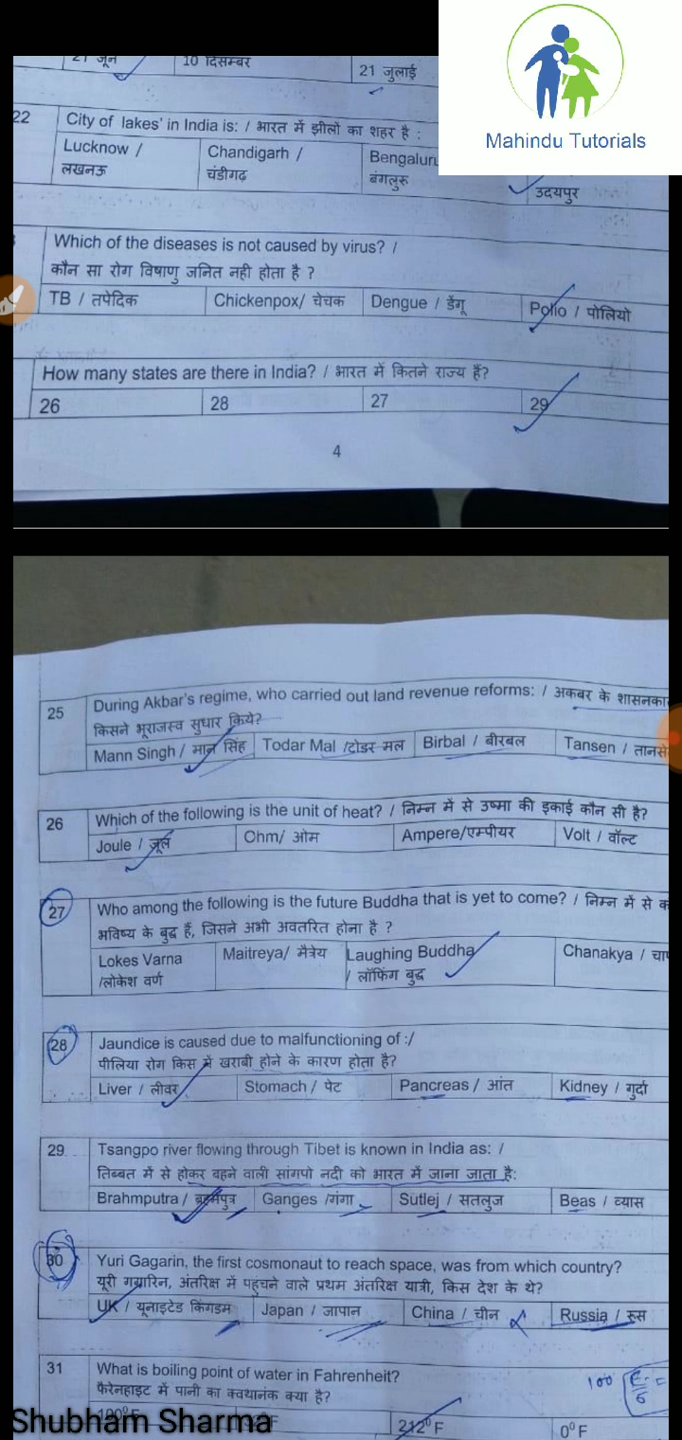 21 जून
10 दिसम्बर
21 जुलाई
Mahindu Tutorials
22
City of lakes' in India is: / भारत में झीलों का शहर है :
Lucknow /
लखनऊ
Chandigarh /
चंडीगढ़
Bengaluru
बंगलुरू
उदयपुर
Which of the diseases is not caused by virus? /
कौन सा रोग विषाणु जनित नही होता है ?
TB / तपेदिक
Chickenpox/ चेचक
Dengue / डेंगू
Polio / पोलियो
How many states are there in India? / भारत में कितने राज्य हैं?
26
28
27
29
4
25
During Akbar's regime, who carried out land revenue reforms: / अकबर के शासनका
किसने भूराजस्व सुधार किये?
Mann Singh / मान सिंह
Todar Mal /टोडर मल
Birbal / बीरबल
Tansen / तानसे
26
Which of the following is the unit of heat? / निम्न में से उष्मा की इकाई कौन सी है?
Joule / जूल
Ohm/ ओम
Ampere/एम्पीयर
Volt / वॉल्ट
27
Who among the following is the future Buddha that is yet to come? / निम्न में से क
भविष्य के बुद्ध हैं, जिसने अभी अवतरित होना है ?
Lokes Varna
/लोकेश वर्ण
Maitreya/ मैत्रेय
Laughing Buddha
/ लॉफिंग बुद्ध
Chanakya / चा
28
Jaundice is caused due to malfunctioning of :/
पीलिया रोग किस में खराबी होने के कारण होता है?
Liver / लीवर
Stomach / पेट
Pancreas / आंत
Kidney / गुर्दा
29
Tsangpo river flowing through Tibet is known in India as: /
तिब्बत में से होकर बहने वाली सांगपो नदी को भारत में जाना जाता है:
Brahmputra / ब्रह्मपुत्र
Ganges /गंगा
Sutlej / सतलुज
Beas / व्यास
30
Yuri Gagarin, the first cosmonaut to reach space, was from which country?
यूरी गगारिन, अंतरिक्ष में पहुचने वाले प्रथम अंतरिक्ष यात्री, किस देश के थे?
UK / यूनाइटेड किंगडम
Japan / जापान
China / चीन
Russia / रूस
31
What is boiling point of water in Fahrenheit?
फैरेनहाइट में पानी का क्वथानंक क्या है?
100
212⁰ F
0⁰ F
Shubham Sharma